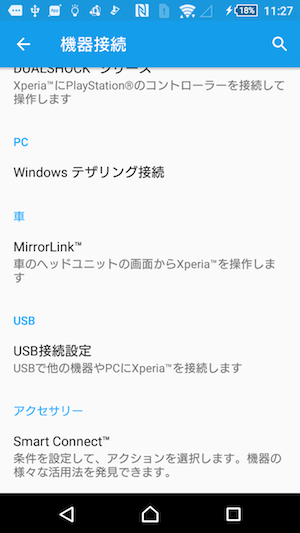 18%
11:27
機器接続
DUALSHOCK™シリーズ
Xperia™にPlayStation®のコントローラーを接続して
操作します
PC
Windows テザリング接続
車
MirrorLink™
車のヘッドユニットの画面からXperia™を操作しま
す
USB
USB接続設定
USBで他の機器やPCにXperia™を接続します
アクセサリー
Smart Connect™
条件を設定して、アクションを選択します。機器の
様々な活用法を発見できます。